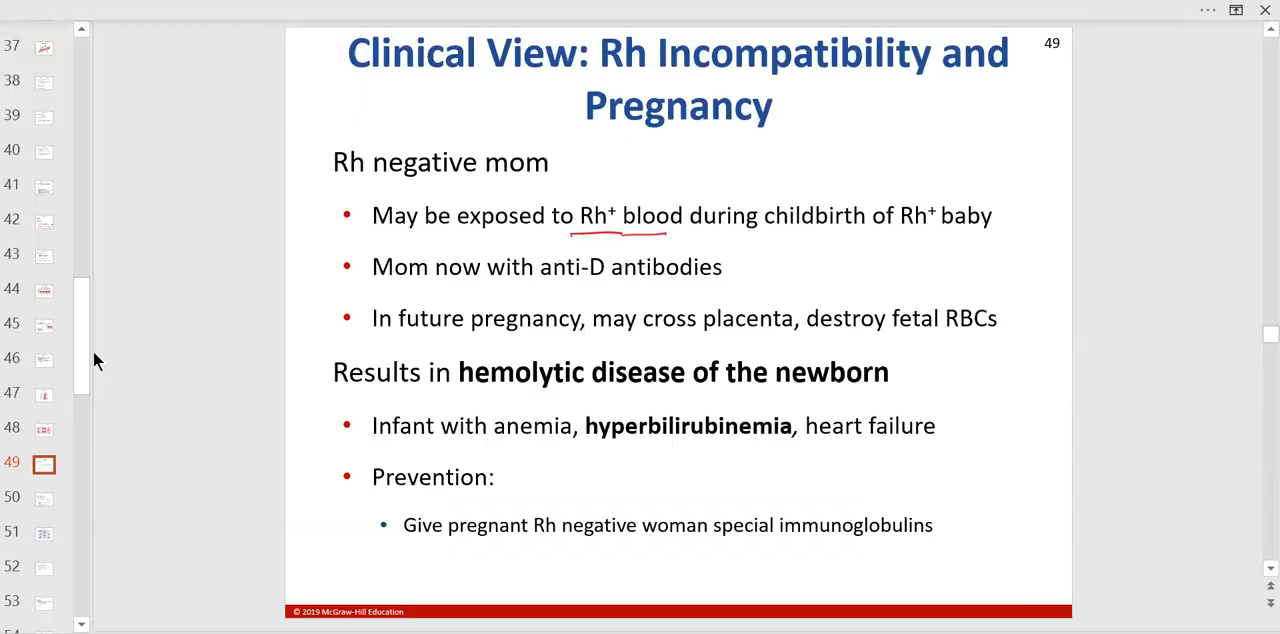 37
38
39
40
41
42
43
44
45
46
47
48
49
50
51
52
53
49
Clinical View: Rh Incompatibility and
Pregnancy
Rh negative mom
• May be exposed to Rh⁺ blood during childbirth of Rh⁺ baby
• Mom now with anti-D antibodies
• In future pregnancy, may cross placenta, destroy fetal RBCs
Results in hemolytic disease of the newborn
• Infant with anemia, hyperbilirubinemia, heart failure
• Prevention:
• Give pregnant Rh negative woman special immunoglobulins
© 2019 McGraw-Hill Education